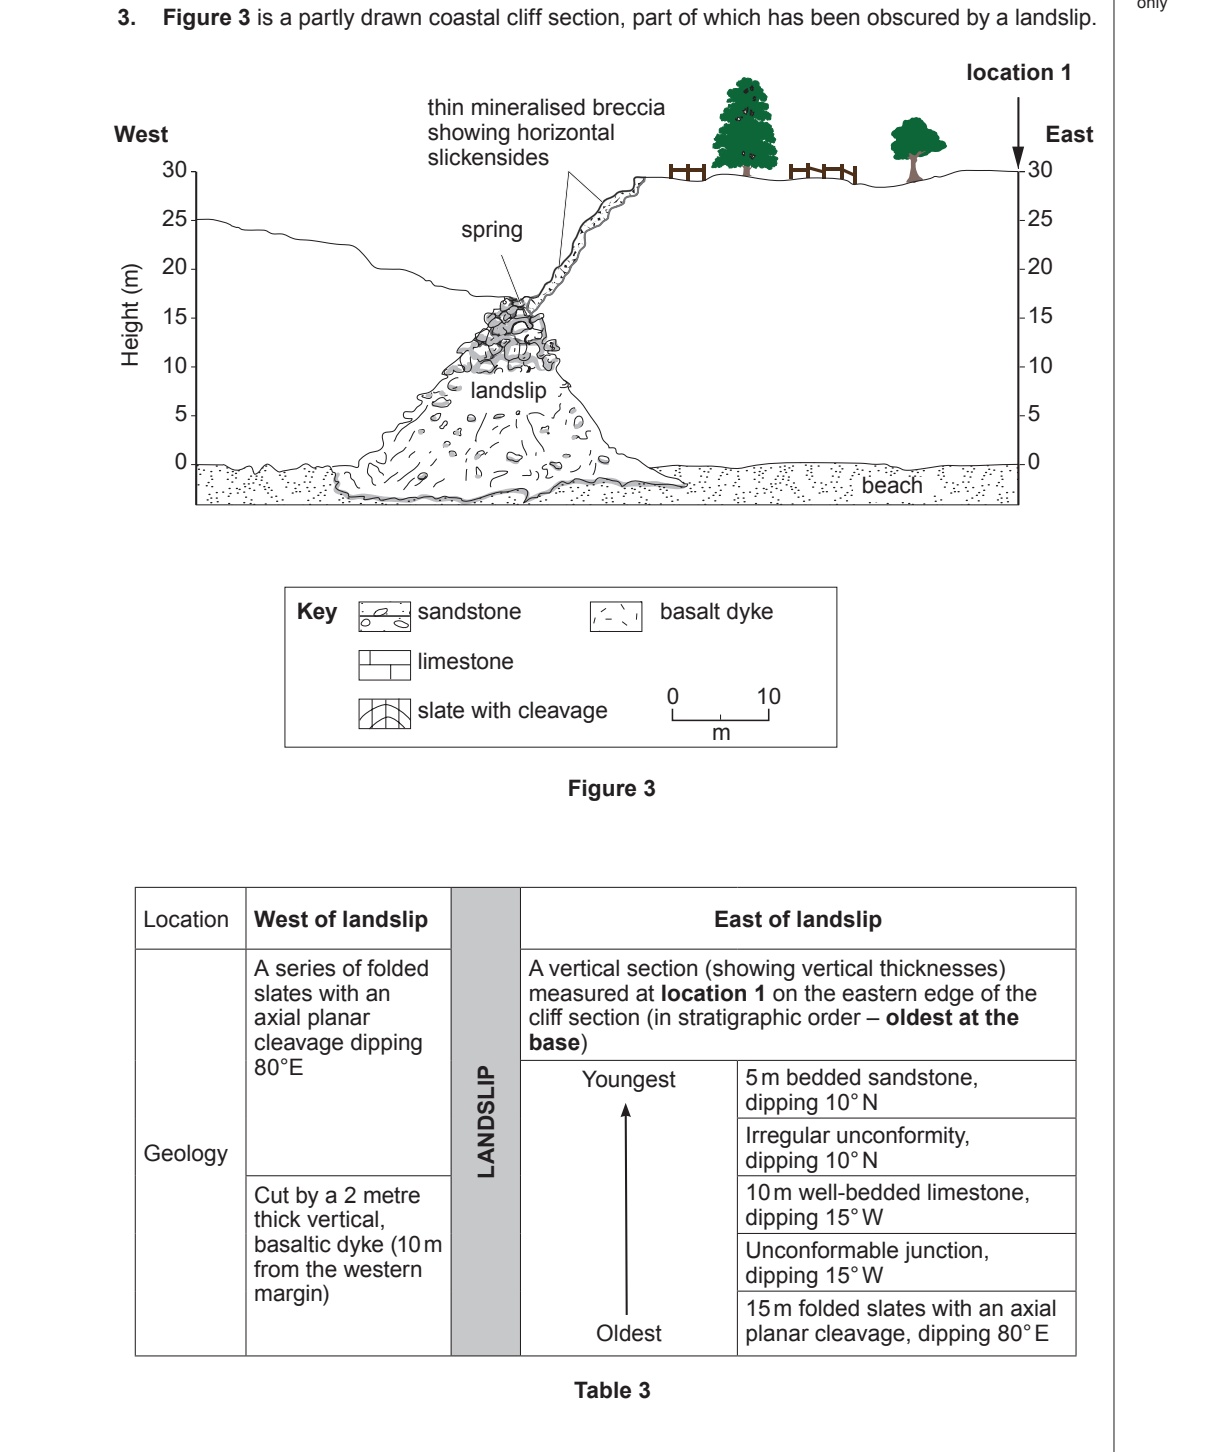 only
3. Figure 3 is a partly drawn coastal cliff section, part of which has been obscured by a landslip.
location 1
thin mineralised breccia
showing horizontal
slickensides
West
East
30
30
25
25
spring
20
20
15
15
Height (m)
10
10
landslip
5
5
0
0
beach
Key
sandstone
basalt dyke
limestone
0 10
slate with cleavage
m
Figure 3
Location
West of landslip
East of landslip
Geology
A series of folded
slates with an
axial planar
cleavage dipping
80°E
Cut by a 2 metre
thick vertical,
basaltic dyke (10 m
from the western
margin)
LANDSLIP
A vertical section (showing vertical thicknesses)
measured at location 1 on the eastern edge of the
cliff section (in stratigraphic order – oldest at the
base)
Youngest
Oldest
5 m bedded sandstone,
dipping 10° N
Irregular unconformity,
dipping 10° N
10 m well-bedded limestone,
dipping 15° W
Unconformable junction,
dipping 15° W
15 m folded slates with an axial
planar cleavage, dipping 80° E
Table 3